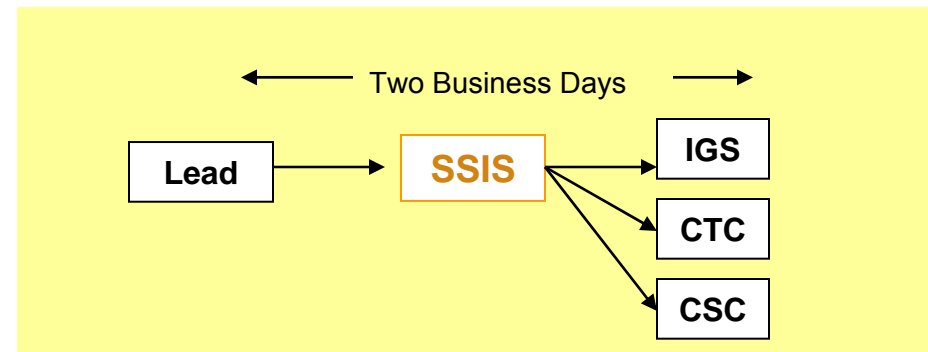 Two Business Days
Lead
SSIS
IGS
CTC
CSC